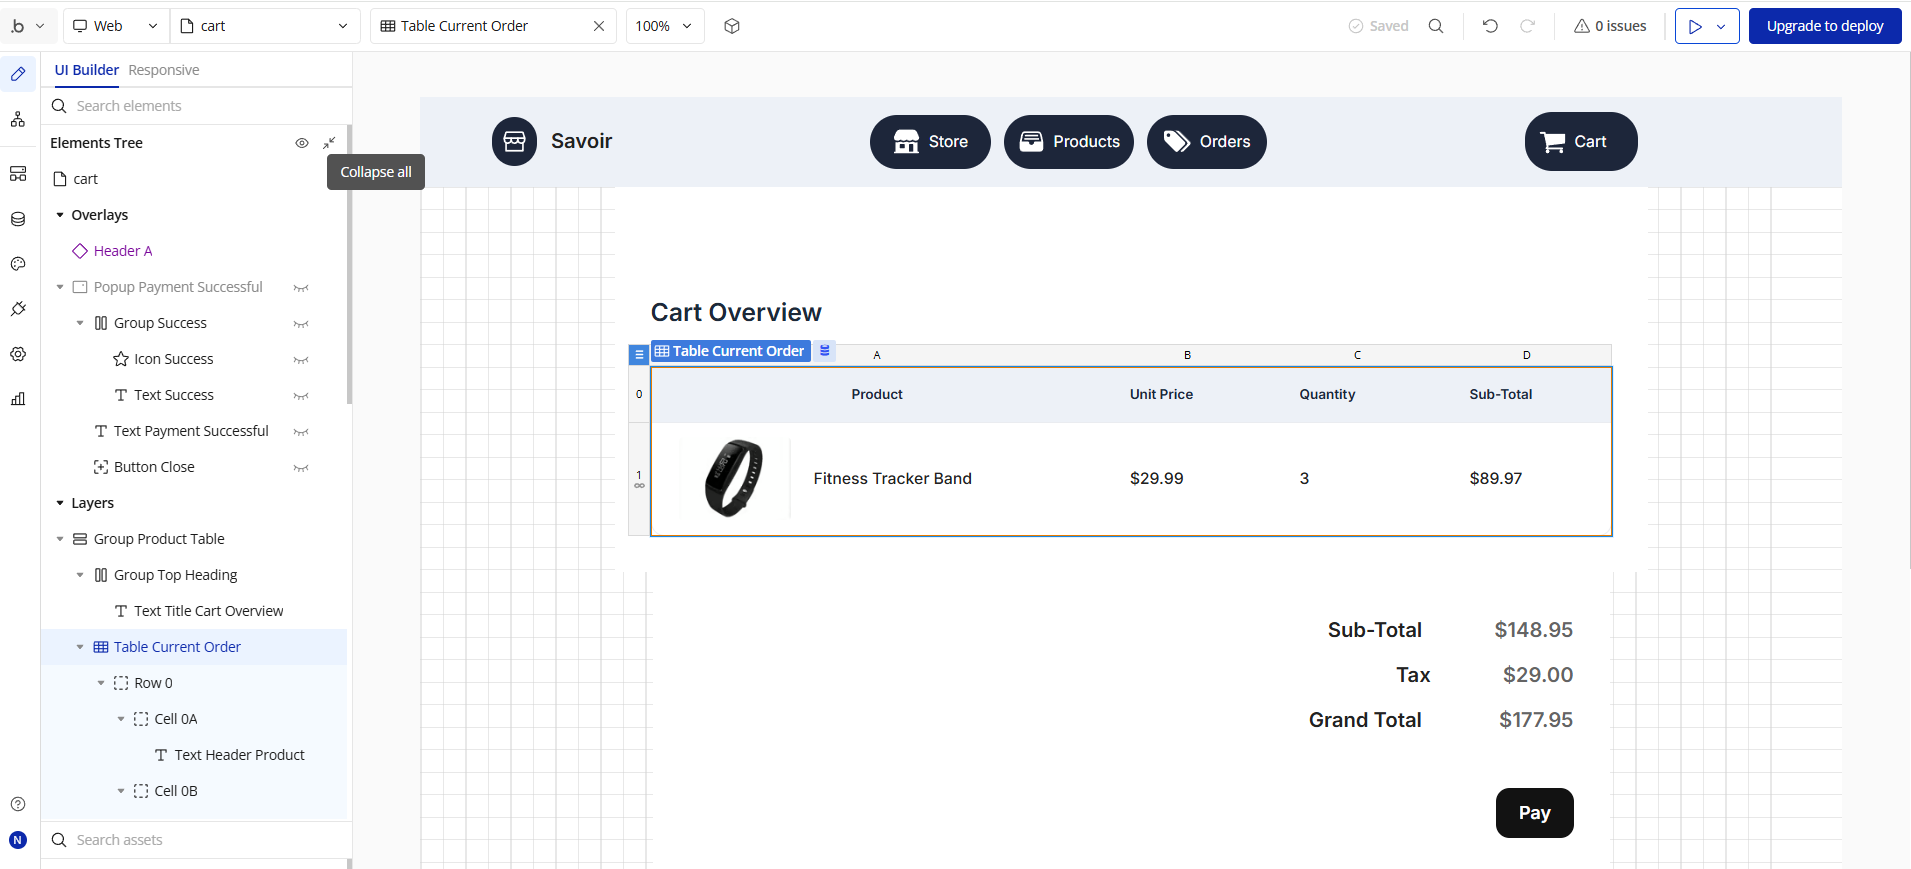 .b Web cart Table Current Order 100% Saved 0 issues Upgrade to deploy
UI Builder Responsive
Search elements
Elements Tree
Collapse all
cart
Overlays
Header A
Popup Payment Successful
Group Success
Icon Success
Text Success
Text Payment Successful
Button Close
Layers
Group Product Table
Group Top Heading
Text Title Cart Overview
Table Current Order
Row 0
Cell 0A
Text Header Product
Cell 0B
Search assets
N
Savoir Store Products Orders Cart
Cart Overview
Table Current Order A B C D
0 Product Unit Price Quantity Sub-Total
1 Fitness Tracker Band $29.99 3 $89.97
Sub-Total $148.95
Tax $29.00
Grand Total $177.95
Pay